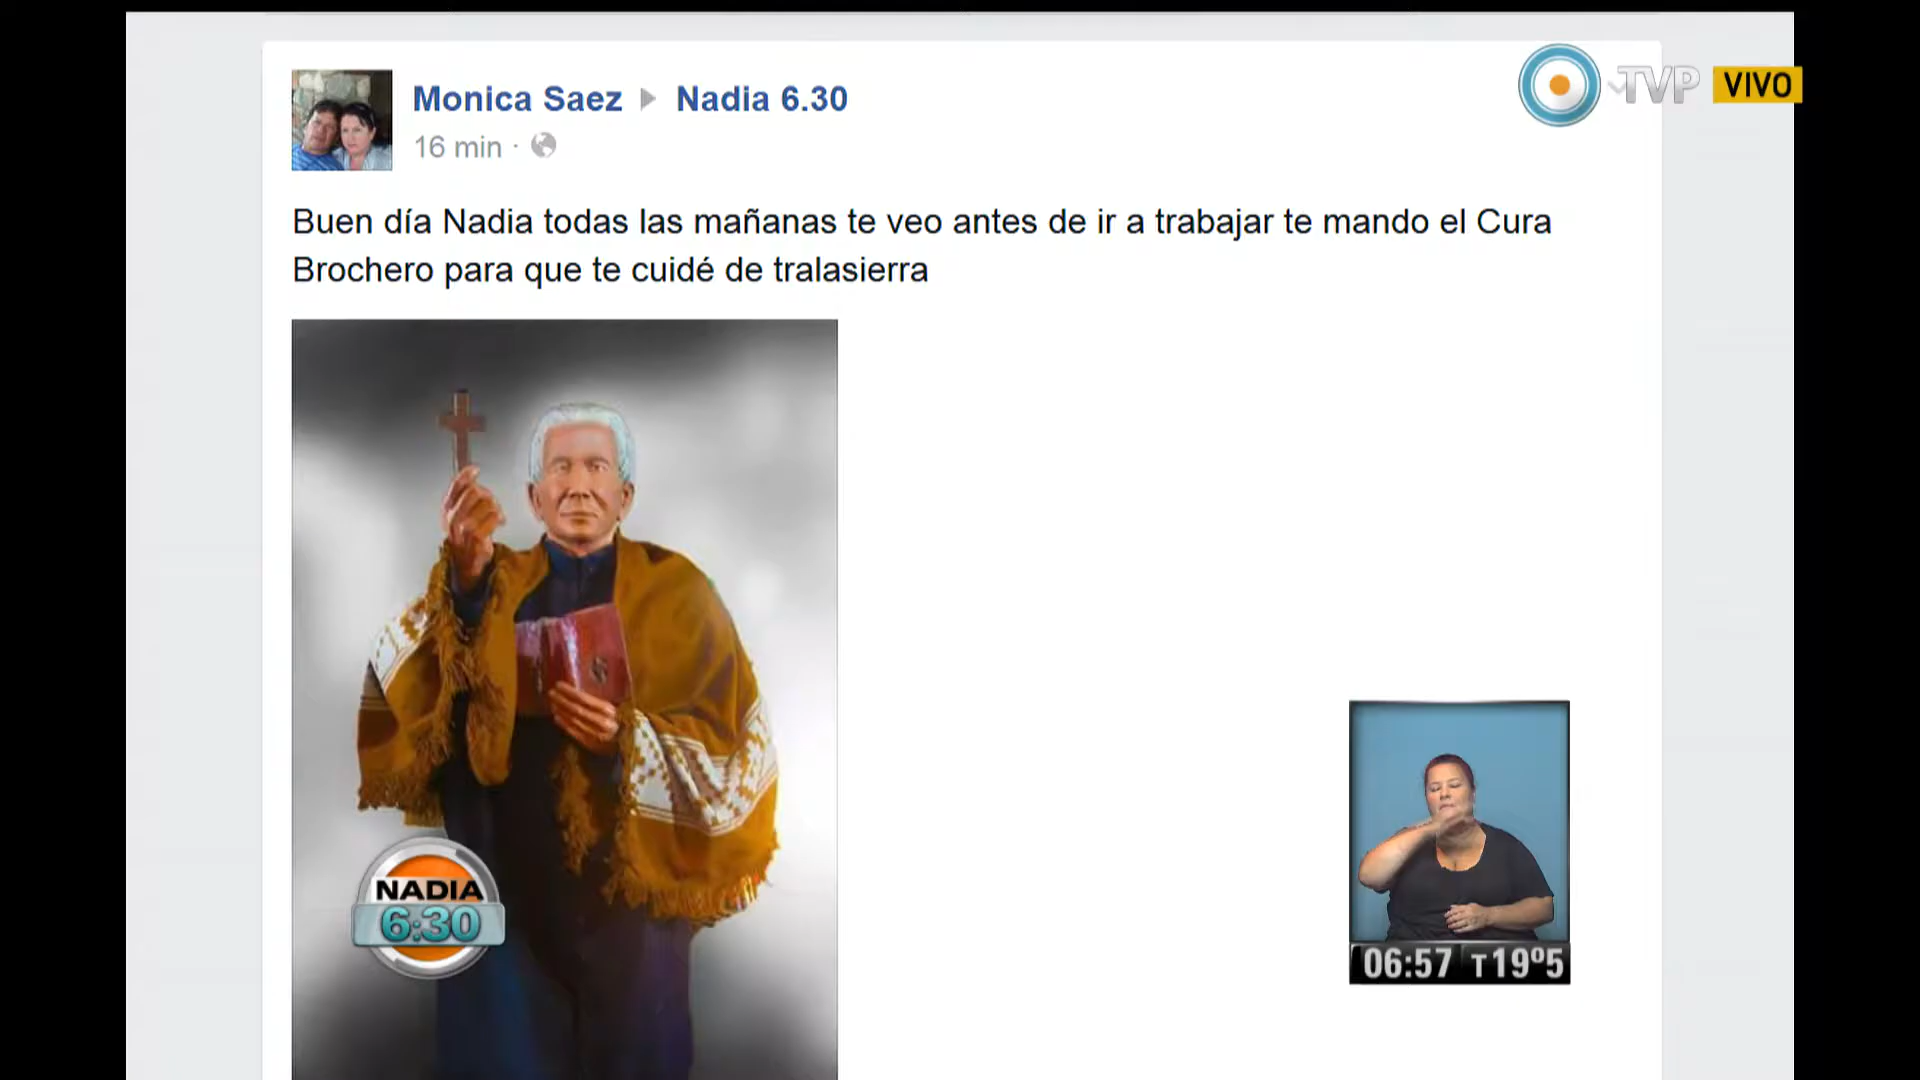 Monica Saez Nadia 6.30
16 min ·
TVP VIVO
Buen día Nadia todas las mañanas te veo antes de ir a trabajar te mando el Cura
Brochero para que te cuidé de tralasierra
NADIA
6:30
06:57 T19º5